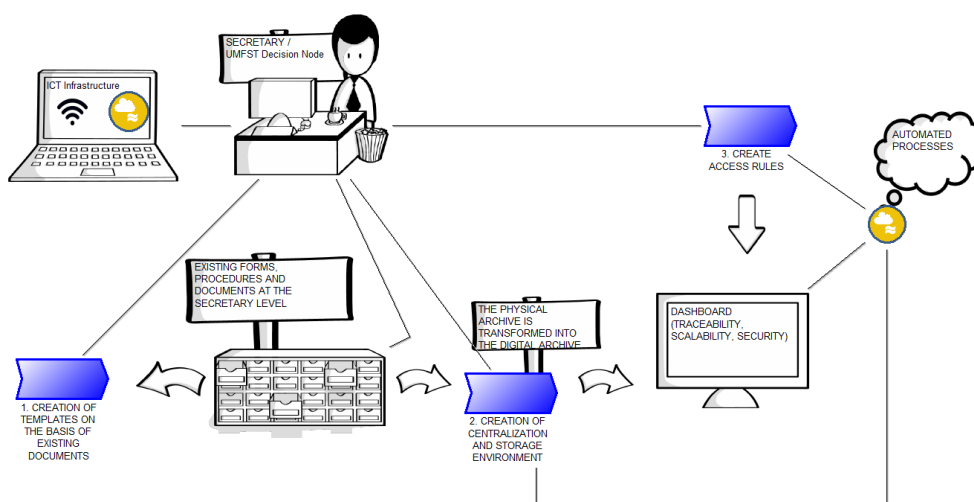 SECRETARY /
UMFST Decision Node
ICT Infrastructure
AUTOMATED
PROCESSES
3. CREATE
ACCESS RULES
EXISTING FORMS,
PROCEDURES AND
DOCUMENTS AT THE
SECRETARY LEVEL
THE PHYSICAL
ARCHIVE IS
TRANSFORMED INTO
THE DIGITAL ARCHIVE
DASHBOARD
(TRACEABILITY,
SCALABILITY, SECURITY)
1. CREATION OF
TEMPLATES ON
THE BASIS OF
EXISTING
DOCUMENTS
2. CREATION OF
CENTRALIZATION
AND STORAGE
ENVIRONMENT